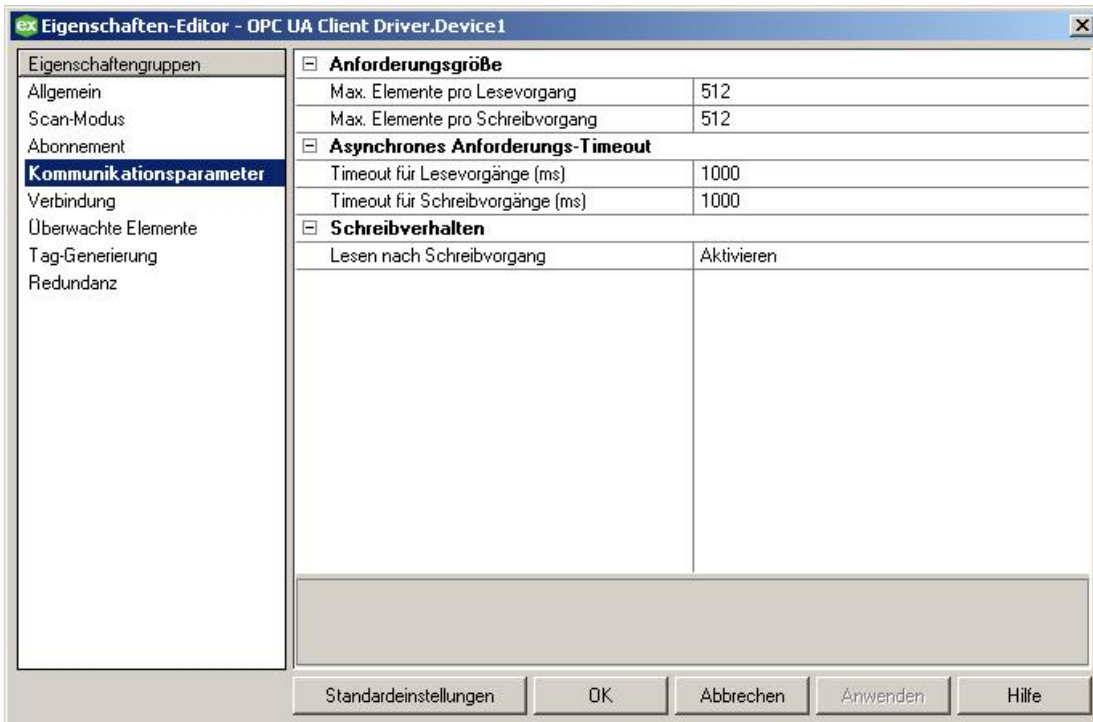 ex Eigenschaften-Editor - OPC UA Client Driver.Device1
Eigenschaftengruppen
Allgemein
Scan-Modus
Abonnement
Kommunikationsparameter
Verbindung
Überwachte Elemente
Tag-Generierung
Redundanz
Anforderungsgröße
Max. Elemente pro Lesevorgang 512
Max. Elemente pro Schreibvorgang 512
Asynchrones Anforderungs-Timeout
Timeout für Lesevorgänge (ms) 1000
Timeout für Schreibvorgänge (ms) 1000
Schreibverhalten
Lesen nach Schreibvorgang Aktivieren
Standardeinstellungen OK Abbrechen Anwenden Hilfe